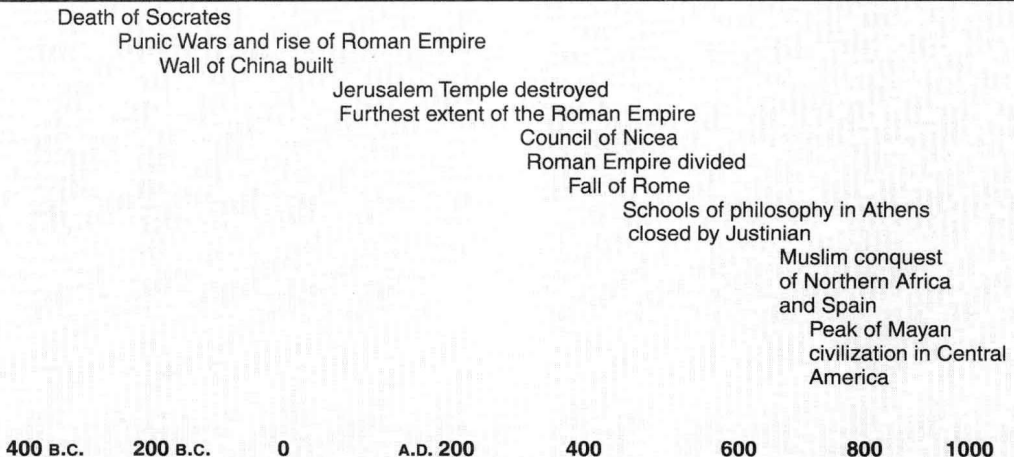 Death of Socrates
Punic Wars and rise of Roman Empire
Wall of China built
Jerusalem Temple destroyed
Furthest extent of the Roman Empire
Council of Nicea
Roman Empire divided
Fall of Rome
Schools of philosophy in Athens
closed by Justinian
Muslim conquest
of Northern Africa
and Spain
Peak of Mayan
civilization in Central
America
400 B.C. 200 B.C. 0 A.D. 200 400 600 800 1000